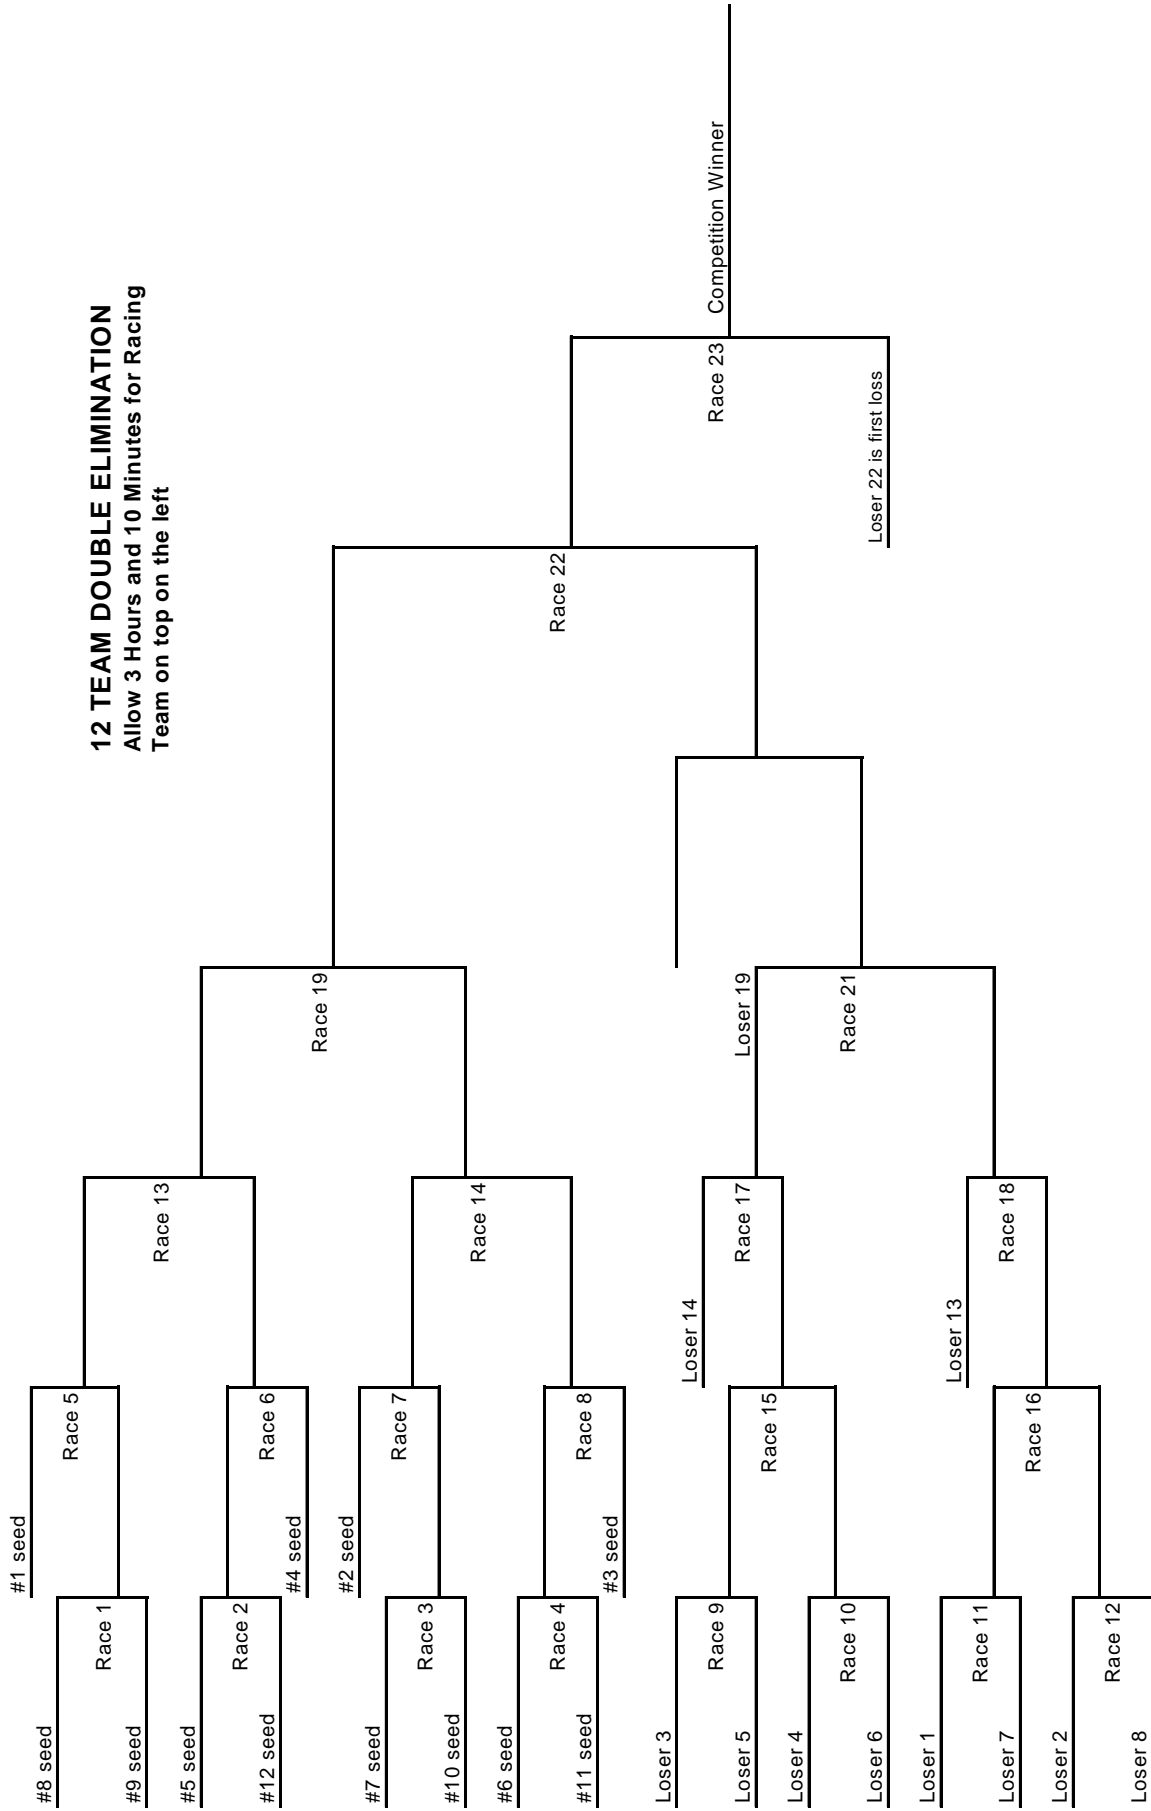 12 TEAM DOUBLE ELIMINATION
Allow 3 Hours and 10 Minutes for Racing
Team on top on the left
#1 seed
#8 seed
Race 5
Race 1
#9 seed
Race 13
#5 seed
Race 2
Race 6
#12 seed
#4 seed
Race 19
#2 seed
#7 seed
Race 7
Race 3
#10 seed
Race 14
#6 seed
Race 4
Race 8
#11 seed
#3 seed
Race 22
Loser 3
Loser 14
Race 9
Loser 5
Race 17
Loser 19
Race 15
Loser 4
Race 10
Loser 6
Race 21
Race 23
Competition Winner
Loser 22 is first loss
Loser 1
Loser 13
Race 11
Loser 7
Race 18
Race 16
Loser 2
Race 12
Loser 8